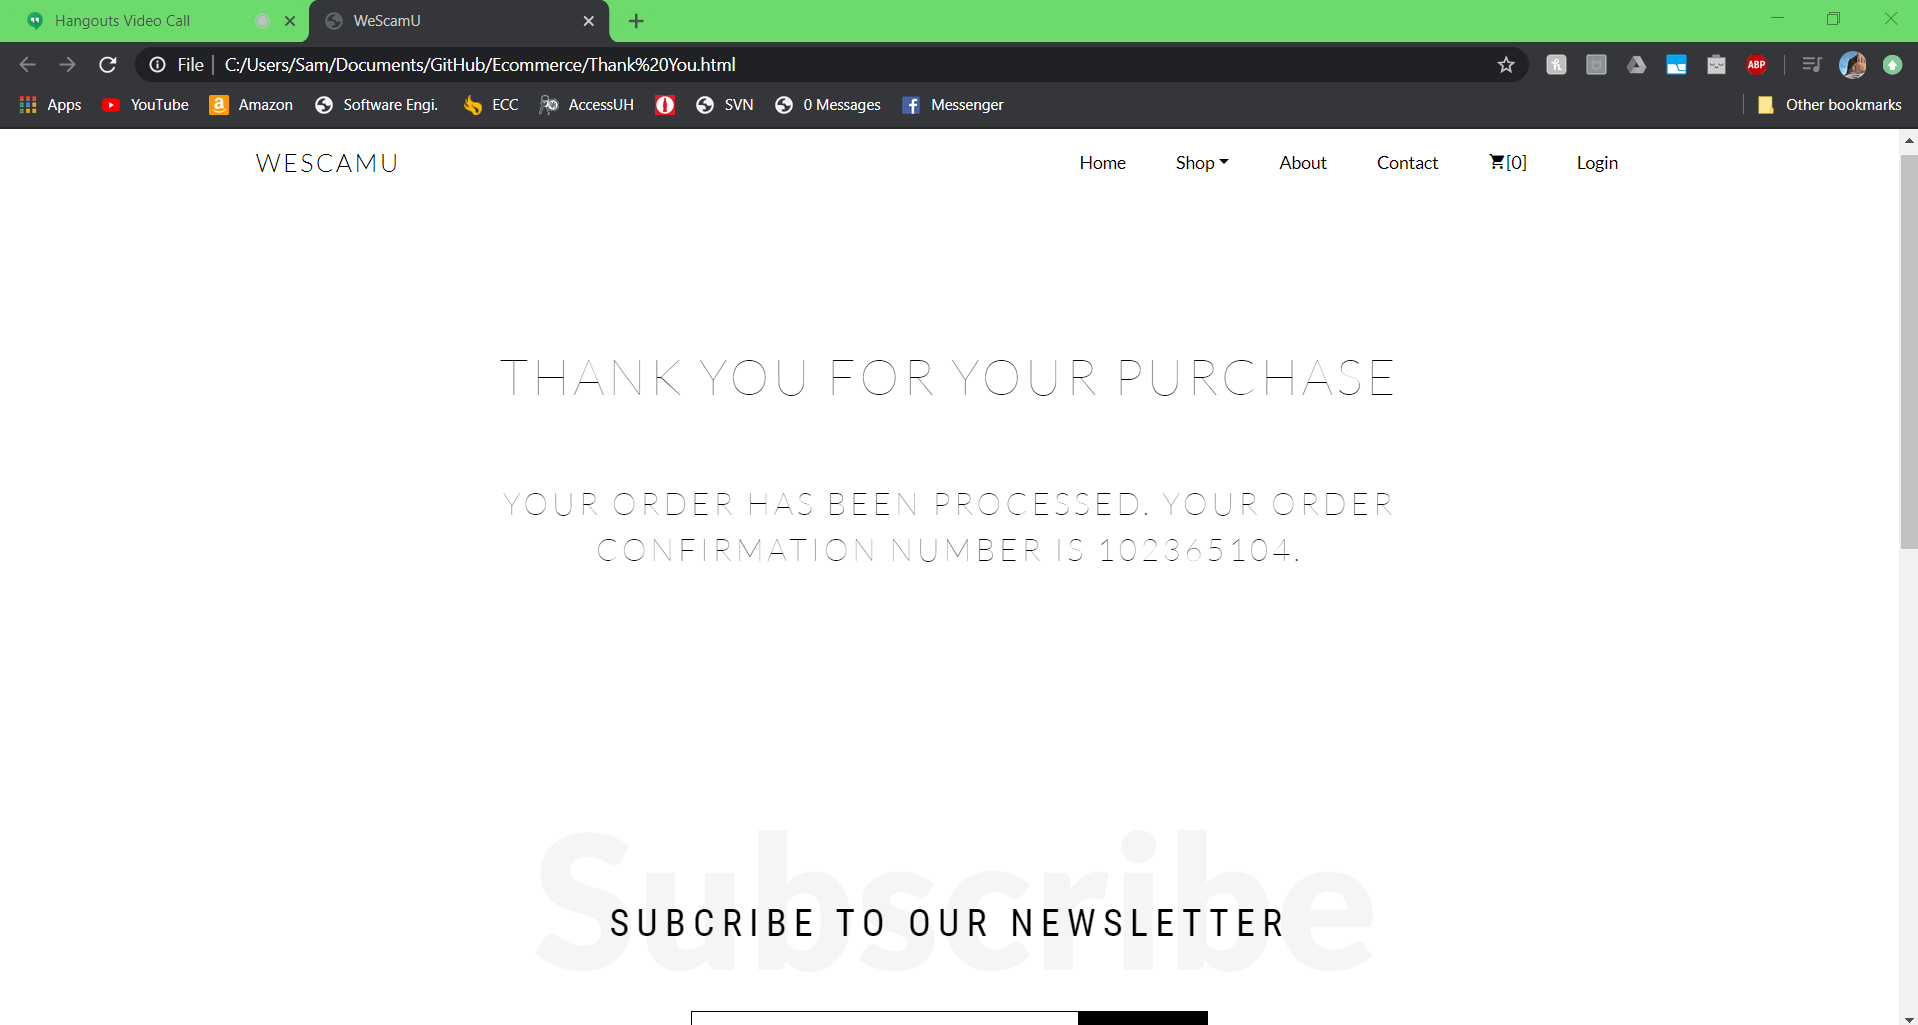 Hangouts Video Call
WeScamU
File | C:/Users/Sam/Documents/GitHub/Ecommerce/Thank%20You.html
ABP
Apps YouTube Amazon Software Engi. ECC AccessUH SVN 0 Messages Messenger Other bookmarks
WESCAMU
Home Shop About Contact [0] Login
THANK YOU FOR YOUR PURCHASE
YOUR ORDER HAS BEEN PROCESSED. YOUR ORDER
CONFIRMATION NUMBER IS 102365104.
Subscribe
SUBCRIBE TO OUR NEWSLETTER